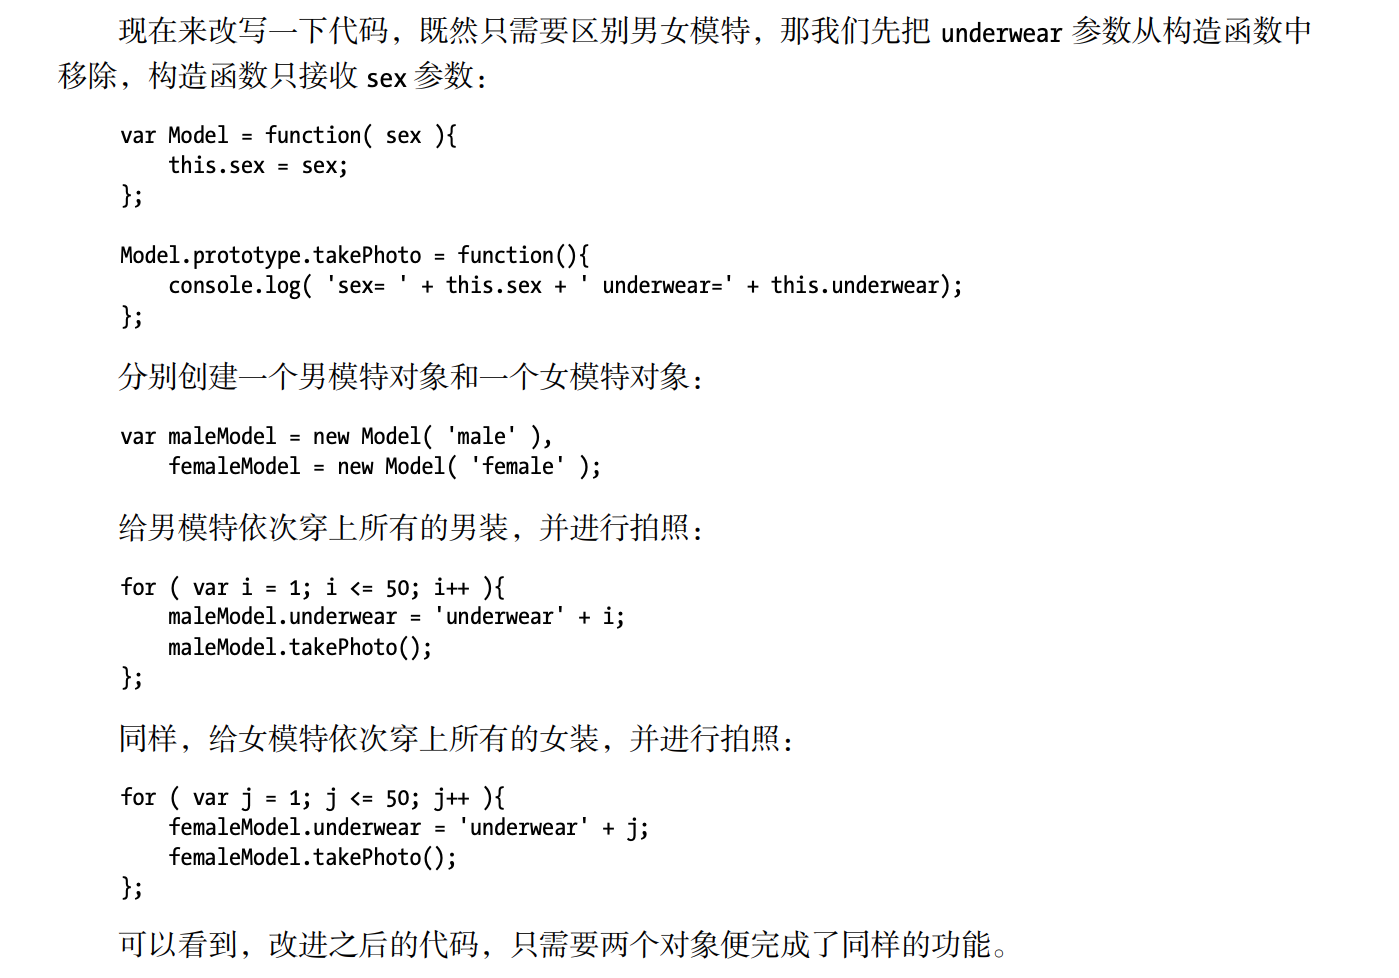 现在来改写一下代码，既然只需要区别男女模特，那我们先把 underwear 参数从构造函数中
移除，构造函数只接收 sex 参数：
var Model = function( sex ){
    this.sex = sex;
};
Model.prototype.takePhoto = function(){
    console.log( 'sex= ' + this.sex + ' underwear=' + this.underwear);
};
分别创建一个男模特对象和一个女模特对象：
var maleModel = new Model( 'male' ),
    femaleModel = new Model( 'female' );
给男模特依次穿上所有的男装，并进行拍照：
for ( var i = 1; i <= 50; i++ ){
    maleModel.underwear = 'underwear' + i;
    maleModel.takePhoto();
};
同样，给女模特依次穿上所有的女装，并进行拍照：
for ( var j = 1; j <= 50; j++ ){
    femaleModel.underwear = 'underwear' + j;
    femaleModel.takePhoto();
};
可以看到，改进之后的代码，只需要两个对象便完成了同样的功能。